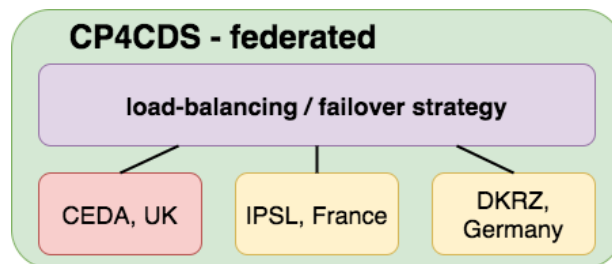 CP4CDS - federated
load-balancing / failover strategy
CEDA, UK
IPSL, France
DKRZ,
Germany